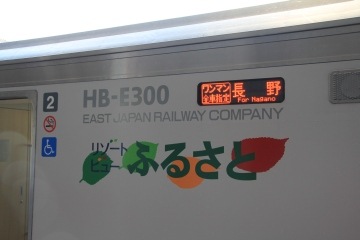 2
HB-E300
EAST JAPAN RAILWAY COMPANY
ワンマン
全車指定
長野
For Nagano
リゾート
ビュー
ふるさと